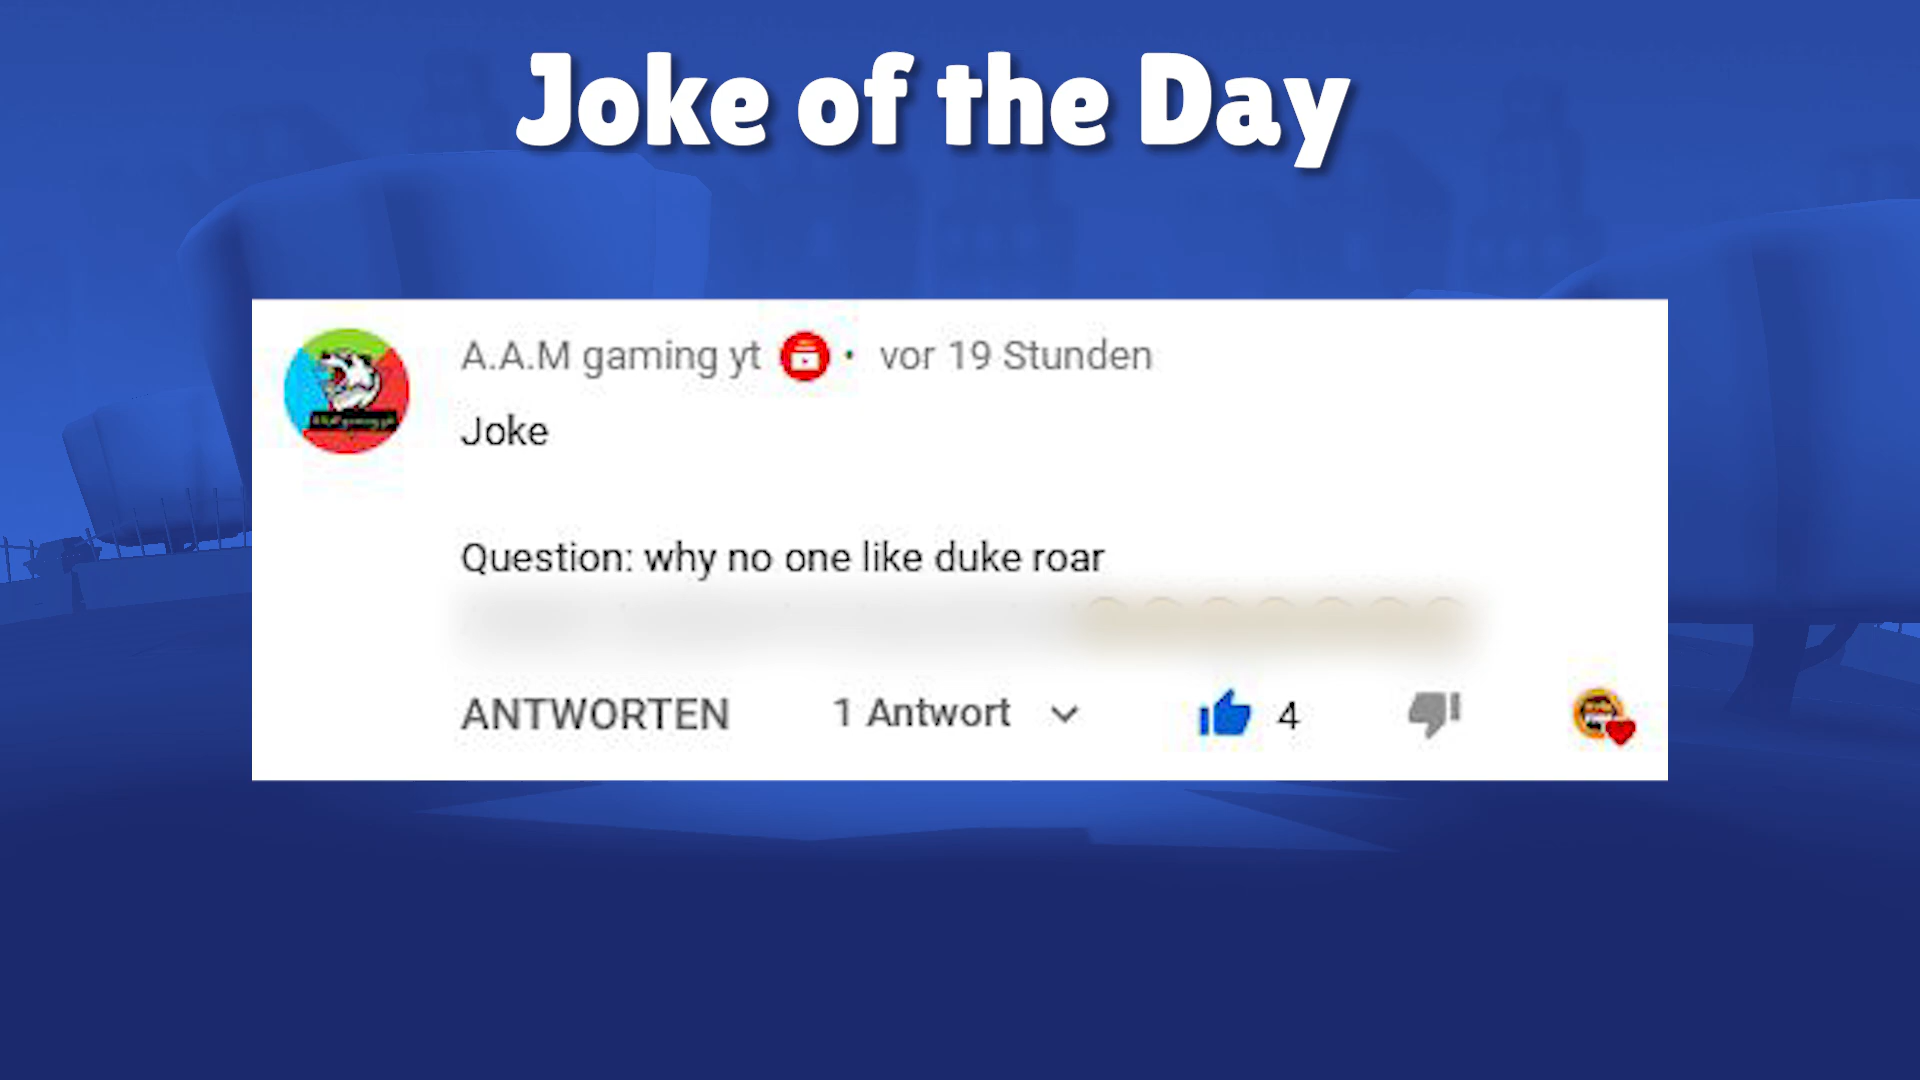 Joke of the Day
A.A.M gaming yt • vor 19 Stunden
Joke
Question: why no one like duke roar
ANTWORTEN 1 Antwort 4